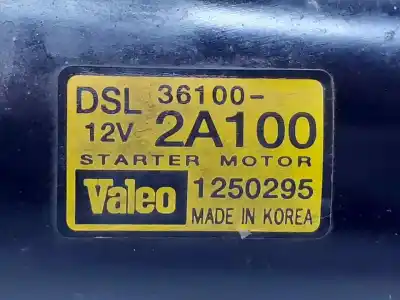 DSL 36100-
12V 2A100
STARTER MOTOR
Valeo 1250295
MADE IN KOREA